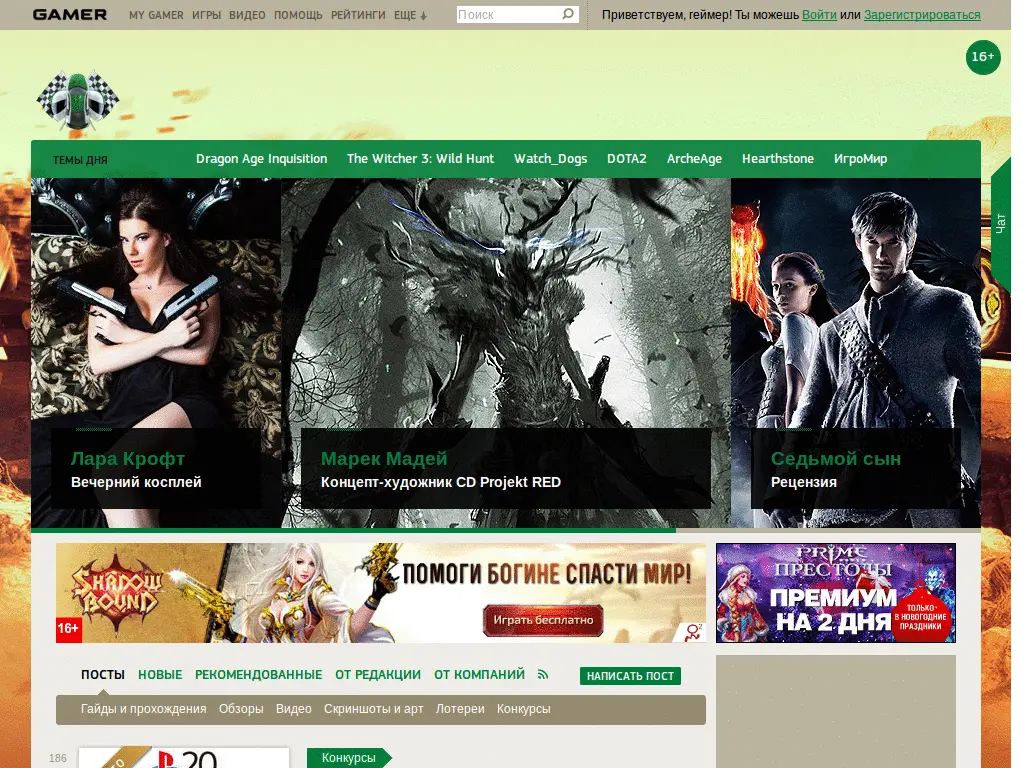 GAMER MY GAMER ИГРЫ ВИДЕО ПОМОЩЬ РЕЙТИНГИ ЕЩЕ Поиск Приветствуем, геймер! Ты можешь Войти или Зарегистрироваться
16+
ТЕМЫ ДНЯ Dragon Age Inquisition The Witcher 3: Wild Hunt Watch_Dogs DOTA2 ArcheAge Hearthstone ИгроМир
Чат
Лара Крофт
Вечерний косплей
Марек Мадей
Концепт-художник CD Projekt RED
Седьмой сын
Рецензия
SHADOW
BOUND
16+
ПОМОГИ БОГИНЕ СПАСТИ МИР!
Играть бесплатно
PRIME
ПРЕСТОЛЫ
ПРЕМИУМ
НА 2 ДНЯ
ТОЛЬКО
В НОВОГОДНИЕ
ПРАЗДНИКИ
ПОСТЫ НОВЫЕ РЕКОМЕНДОВАННЫЕ ОТ РЕДАКЦИИ ОТ КОМПАНИЙ НАПИСАТЬ ПОСТ
Гайды и прохождения Обзоры Видео Скриншоты и арт Лотереи Конкурсы
186
20
Конкурсы